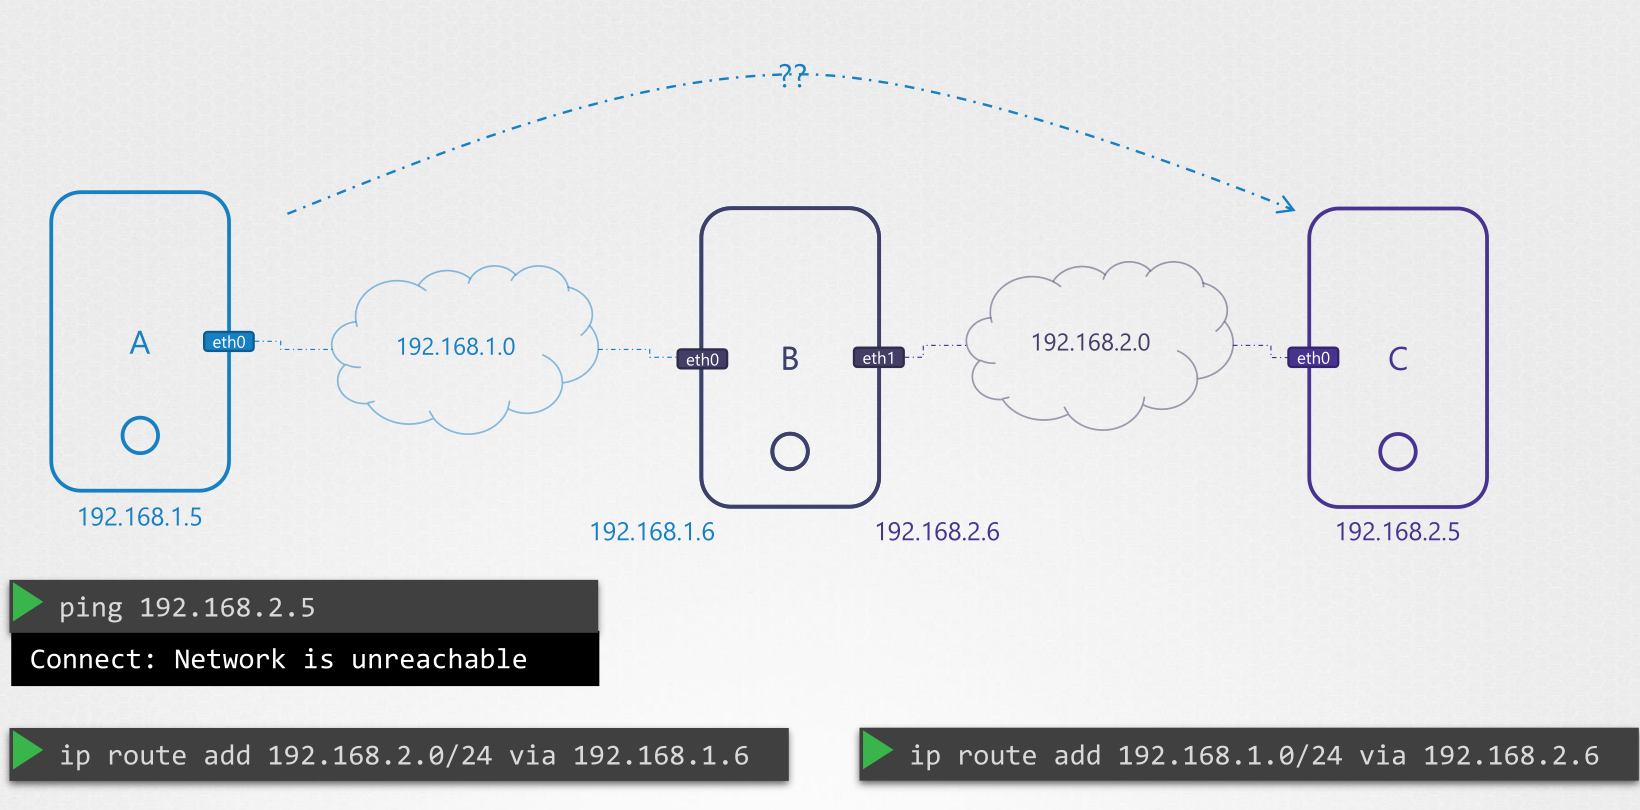 ??
A
eth0
192.168.1.0
eth0
B
eth1
192.168.2.0
eth0
C
192.168.1.5
192.168.1.6
192.168.2.6
192.168.2.5
ping 192.168.2.5
Connect: Network is unreachable
ip route add 192.168.2.0/24 via 192.168.1.6
ip route add 192.168.1.0/24 via 192.168.2.6